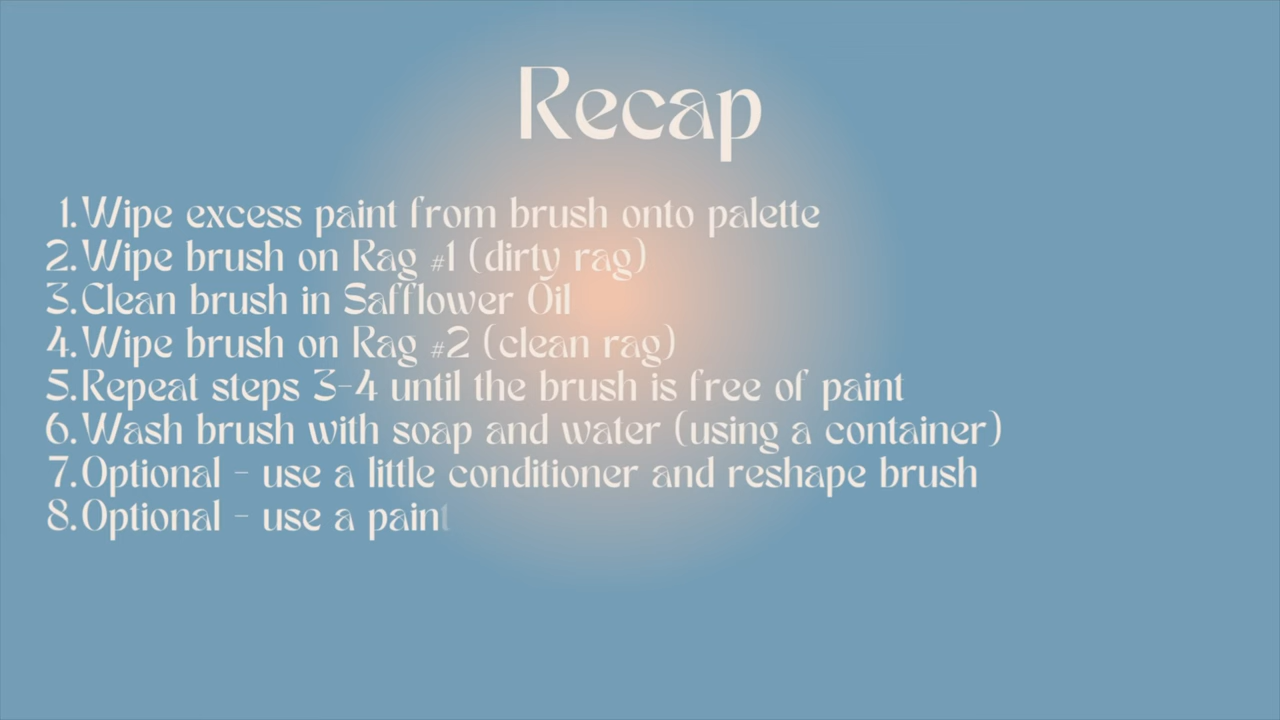 Recap
1. Wipe excess paint from brush onto palette
2. Wipe brush on Rag #1 (dirty rag)
3. Clean brush in Safflower Oil
4. Wipe brush on Rag #2 (clean rag)
5. Repeat steps 3-4 until the brush is free of paint
6. Wash brush with soap and water (using a container)
7. Optional - use a little conditioner and reshape brush
8. Optional - use a paint